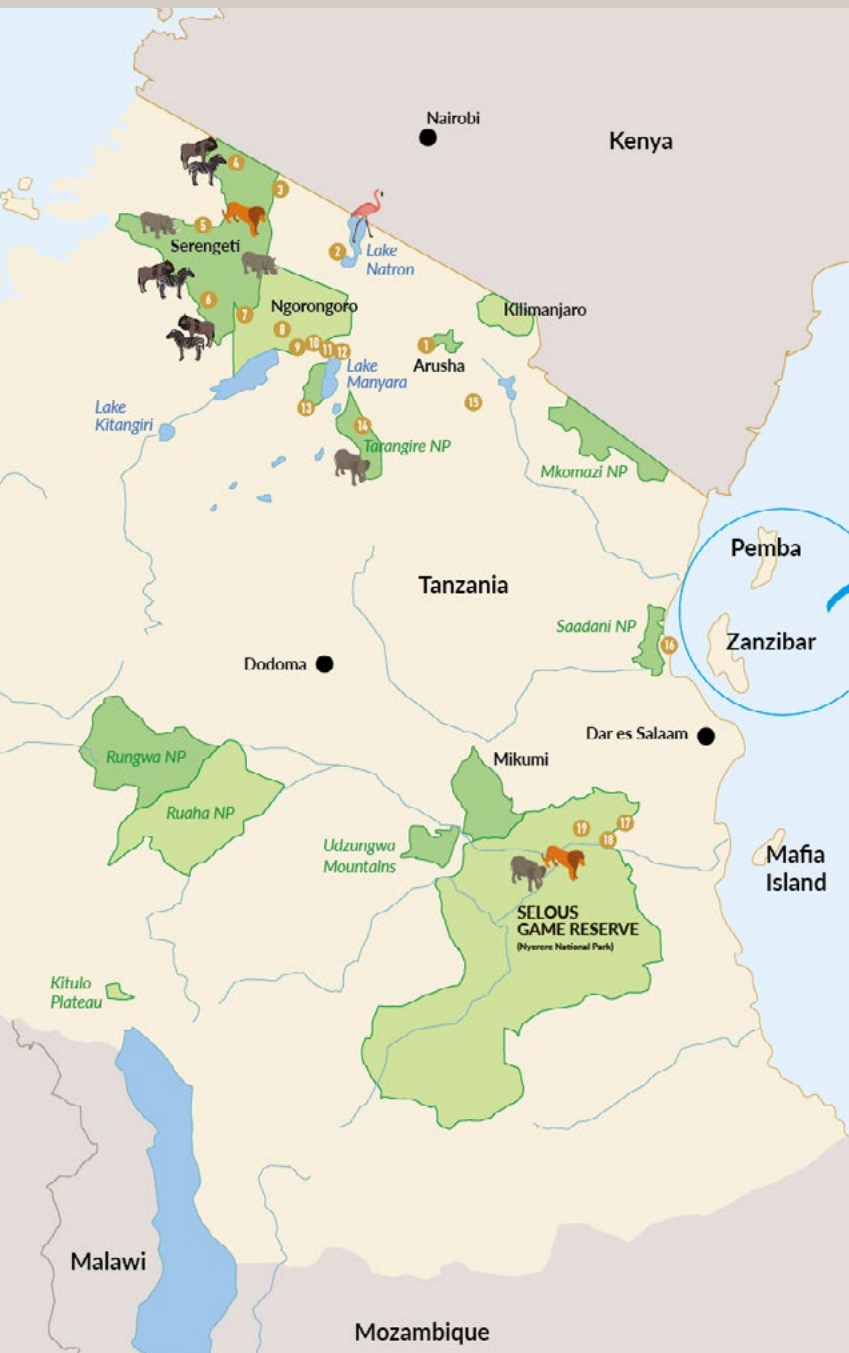 Nairobi
Kenya
4
3
5
Serengeti
2
Lake
Natron
6
7
Ngorongoro
Kilimanjaro
8
9
10
11
12
1
Arusha
Lake
Manyara
Lake
Kitangiri
13
15
14
Tarangire NP
Mkomazi NP
Pemba
Tanzania
Saadani NP
16
Zanzibar
Dodoma
Dar es Salaam
Rungwa NP
Mikumi
Ruaha NP
Udzungwa
Mountains
19
17
18
Mafia
Island
SELOUS
GAME RESERVE
(Nyerere National Park)
Kitulo
Plateau
Malawi
Mozambique